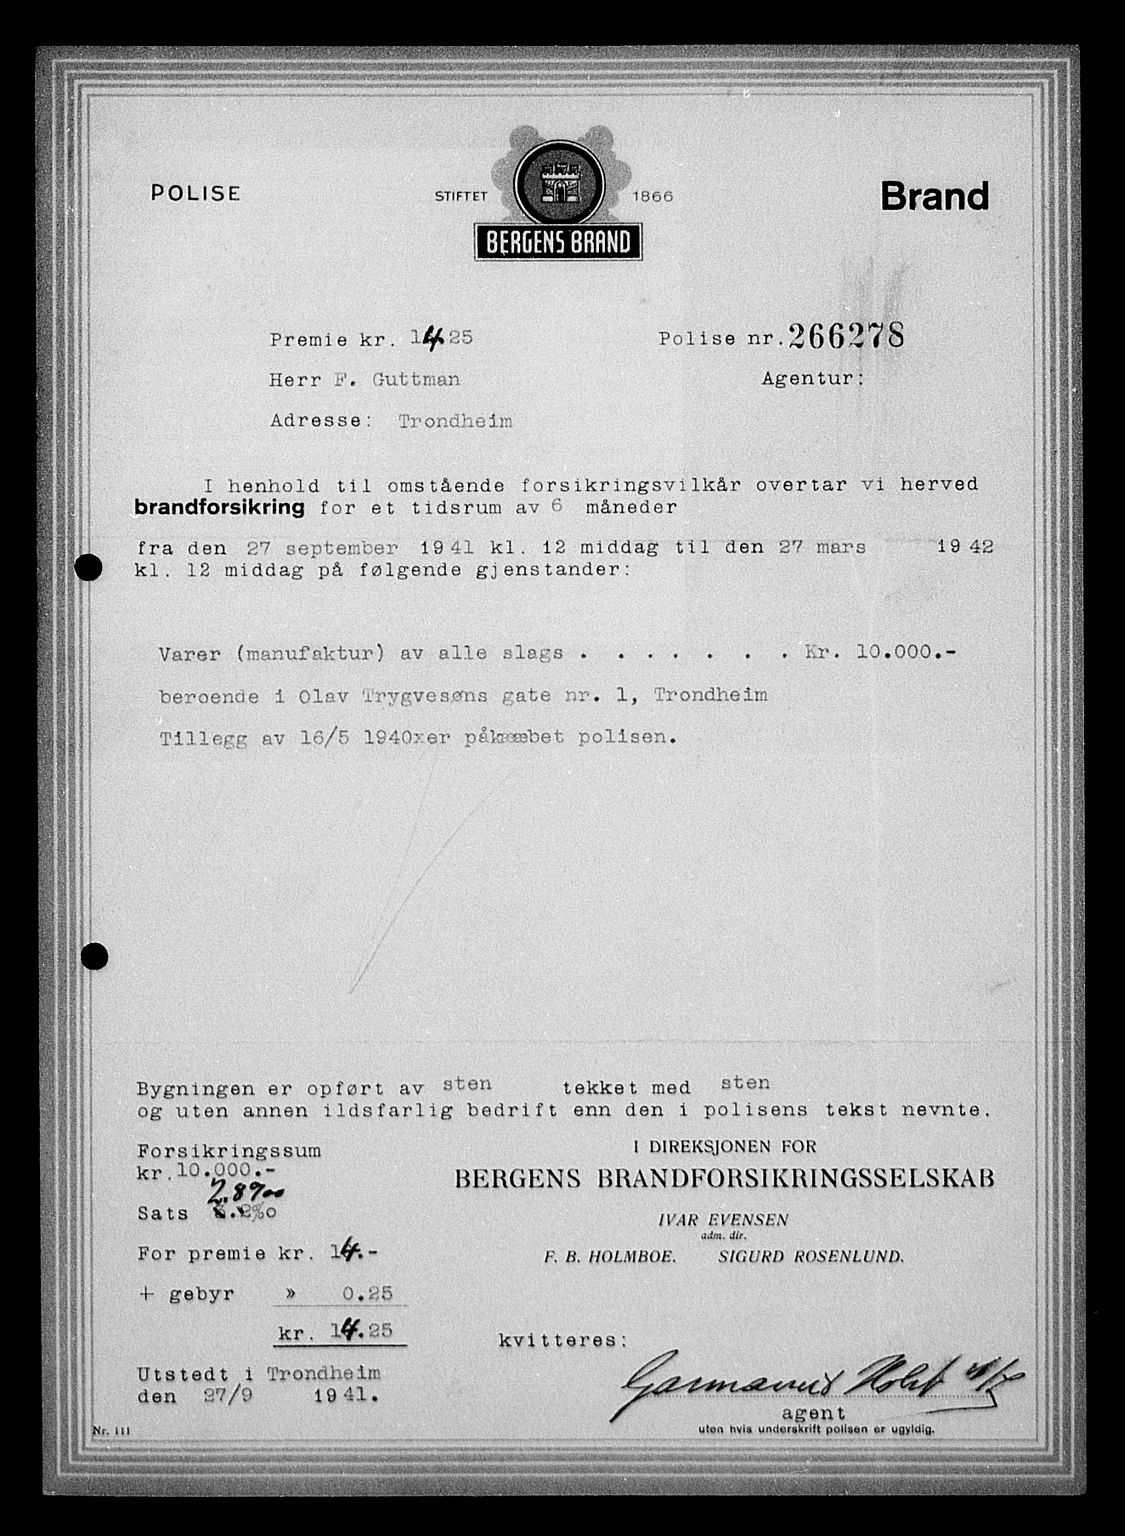 POLISE
STIFTET 1866
Brand
BERGENS BRAND
Premie kr. 14.25
Polise nr. 266278
Herr F. Guttman
Agentur:
Adresse: Trondheim
I henhold til omstående forsikringsvilkår overtar vi herved
brandforsikring for et tidsrum av 6 måneder
fra den 27 september 1941 kl. 12 middag til den 27 mars 1942
kl. 12 middag på følgende gjenstander:
Varer (manufaktur) av alle slags . . . . . . . Kr. 10.000.-
beroende i Olav Trygvesøns gate nr. 1, Trondheim
Tillegg av 16/5 1940xer polisen.
Bygningen er opført av sten tekket med sten
og uten annen ildsfarlig bedrift enn den i polisens tekst nevnte.
Forsikringssum
kr. 10.000.-
2.8‰
Sats
For premie kr. 14.-
+ gebyr » 0.25
kr. 14.25
Utstedt i Trondheim
den 27/9 1941.
I DIREKSJONEN FOR
BERGENS BRANDFORSIKRINGSSELSKAB
IVAR EVENSEN
adm. dir.
F. B. HOLMBOE. SIGURD ROSENLUND.
kvitteres:
Garmannus Holst
agent
uten hvis underskrift polisen er ugyldig.
Nr. 111